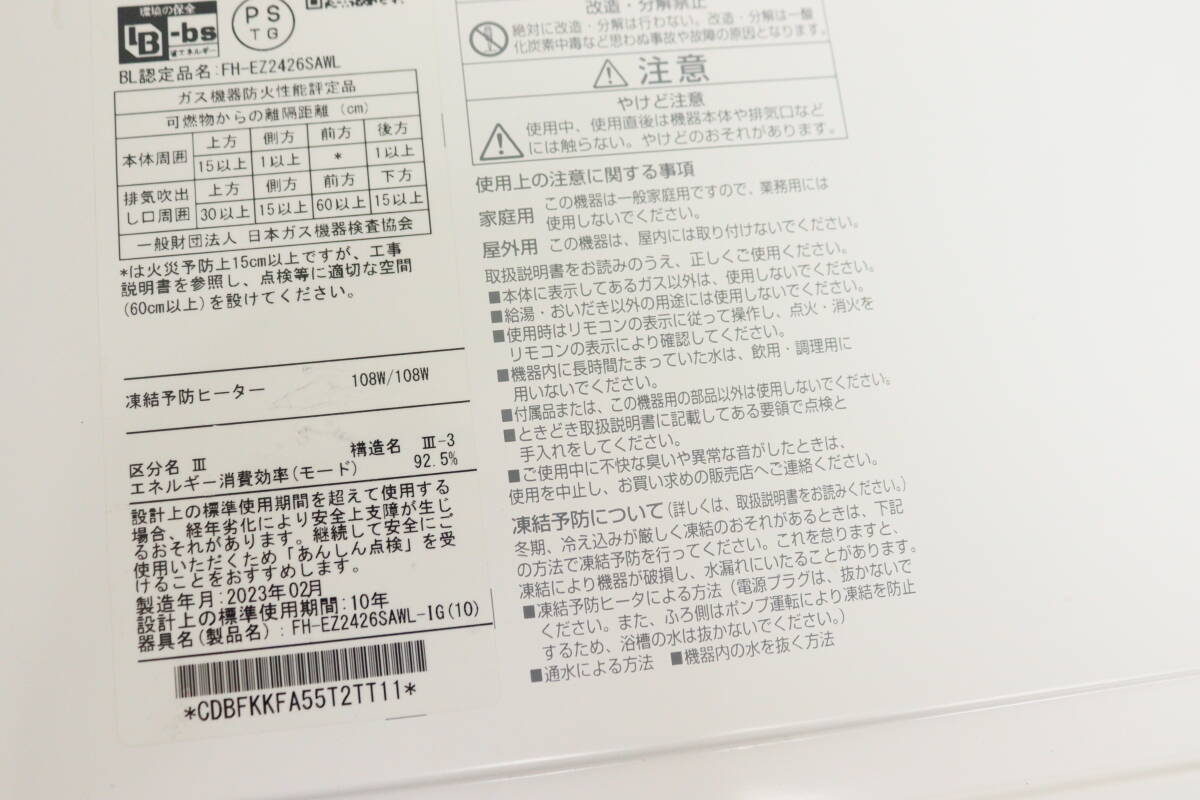 環境の保全
BL-bs
省エネルギー
PS
TG
BL認定品名:FH-EZ2426SAWL
ガス機器防火性能評定品
可燃物からの離隔距離 (cm)
本体周囲 上方 側方 前方 後方
15以上 1以上 * 1以上
排気吹出し口周囲 上方 側方 前方 下方
30以上 15以上 60以上 15以上
一般財団法人 日本ガス機器検査協会
*は火災予防上15cm以上ですが、工事
説明書を参照し、点検等に適切な空間
(60cm以上)を設けてください。
凍結予防ヒーター 108W/108W
区分名 Ⅲ 構造名 Ⅲ-3
エネルギー消費効率(モード) 92.5%
設計上の標準使用期間を超えて使用する
場合、経年劣化により安全上支障が生じ
るおそれがあります。継続して安全にご
使用いただくため「あんしん点検」を受
けることをおすすめします。
製造年月:2023年02月
設計上の標準使用期間:10年
器具名(製品名):FH-EZ2426SAWL-IG(10)
*CDBFKKFA55T2TT11*
改造・分解禁止
絶対に改造・分解は行わない。改造・分解は一酸
化炭素中毒など思わぬ事故や故障の原因となります。
注意
やけど注意
使用中、使用直後は機器本体や排気口など
には触らない。やけどのおそれがあります。
使用上の注意に関する事項
家庭用 この機器は一般家庭用ですので、業務用には
使用しないでください。
屋外用 この機器は、屋内には取り付けないでください。
取扱説明書をお読みのうえ、正しくご使用ください。
■本体に表示してあるガス以外は、使用しないでください。
■給湯・おいだき以外の用途には使用しないでください。
■使用時はリモコンの表示に従って操作し、点火・消火を
リモコンの表示により確認してください。
■機器内に長時間たまっていた水は、飲用・調理用に
用いないでください。
■付属品または、この機器用の部品以外は使用しないでください。
■ときどき取扱説明書に記載してある要領で点検と
手入れをしてください。
■ご使用中に不快な臭いや異常な音がしたときは、
使用を中止し、お買い求めの販売店へご連絡ください。
凍結予防について(詳しくは、取扱説明書をお読みください。)
冬期、冷え込みが厳しく凍結のおそれがあるときは、下記
の方法で凍結予防を行ってください。これを怠りますと、
凍結により機器が破損し、水漏れにいたることがあります。
■凍結予防ヒータによる方法(電源プラグは、抜かないで
ください。また、ふろ側はポンプ運転により凍結を防止
するため、浴槽の水は抜かないでください。)
■通水による方法 ■機器内の水を抜く方法